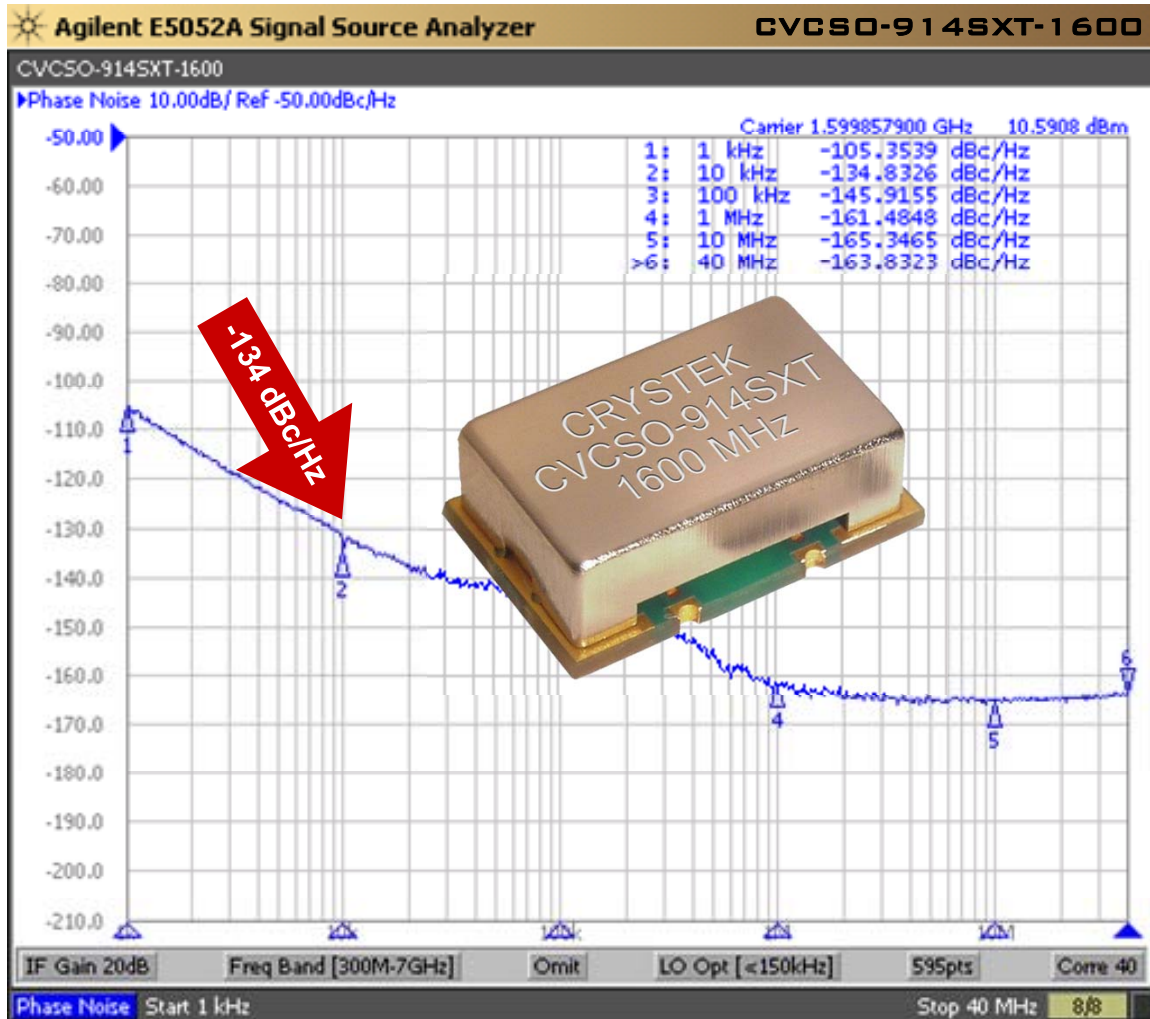 Agilent E5052A Signal Source Analyzer
CVCSO-914SXT-1600
CVCSO-914SXT-1600
Phase Noise 10.00dB/ Ref -50.00dBc/Hz
Carrier 1.599857900 GHz 10.5908 dBm
1: 1 kHz -105.3539 dBc/Hz
2: 10 kHz -134.8326 dBc/Hz
3: 100 kHz -145.9155 dBc/Hz
4: 1 MHz -161.4848 dBc/Hz
5: 10 MHz -165.3465 dBc/Hz
>6: 40 MHz -163.8323 dBc/Hz
-50.00
-60.00
-70.00
-80.00
-90.00
-100.0
-110.0
-120.0
-130.0
-140.0
-150.0
-160.0
-170.0
-180.0
-190.0
-200.0
-210.0
-134 dBc/Hz
CRYSTEK
CVCSO-914SXT
1600 MHz
1
2
4
5
6
IF Gain 20dB Freq Band [300M-7GHz] Omit LO Opt [<150kHz] 595pts Corre 40
Phase Noise Start 1 kHz Stop 40 MHz 8/8